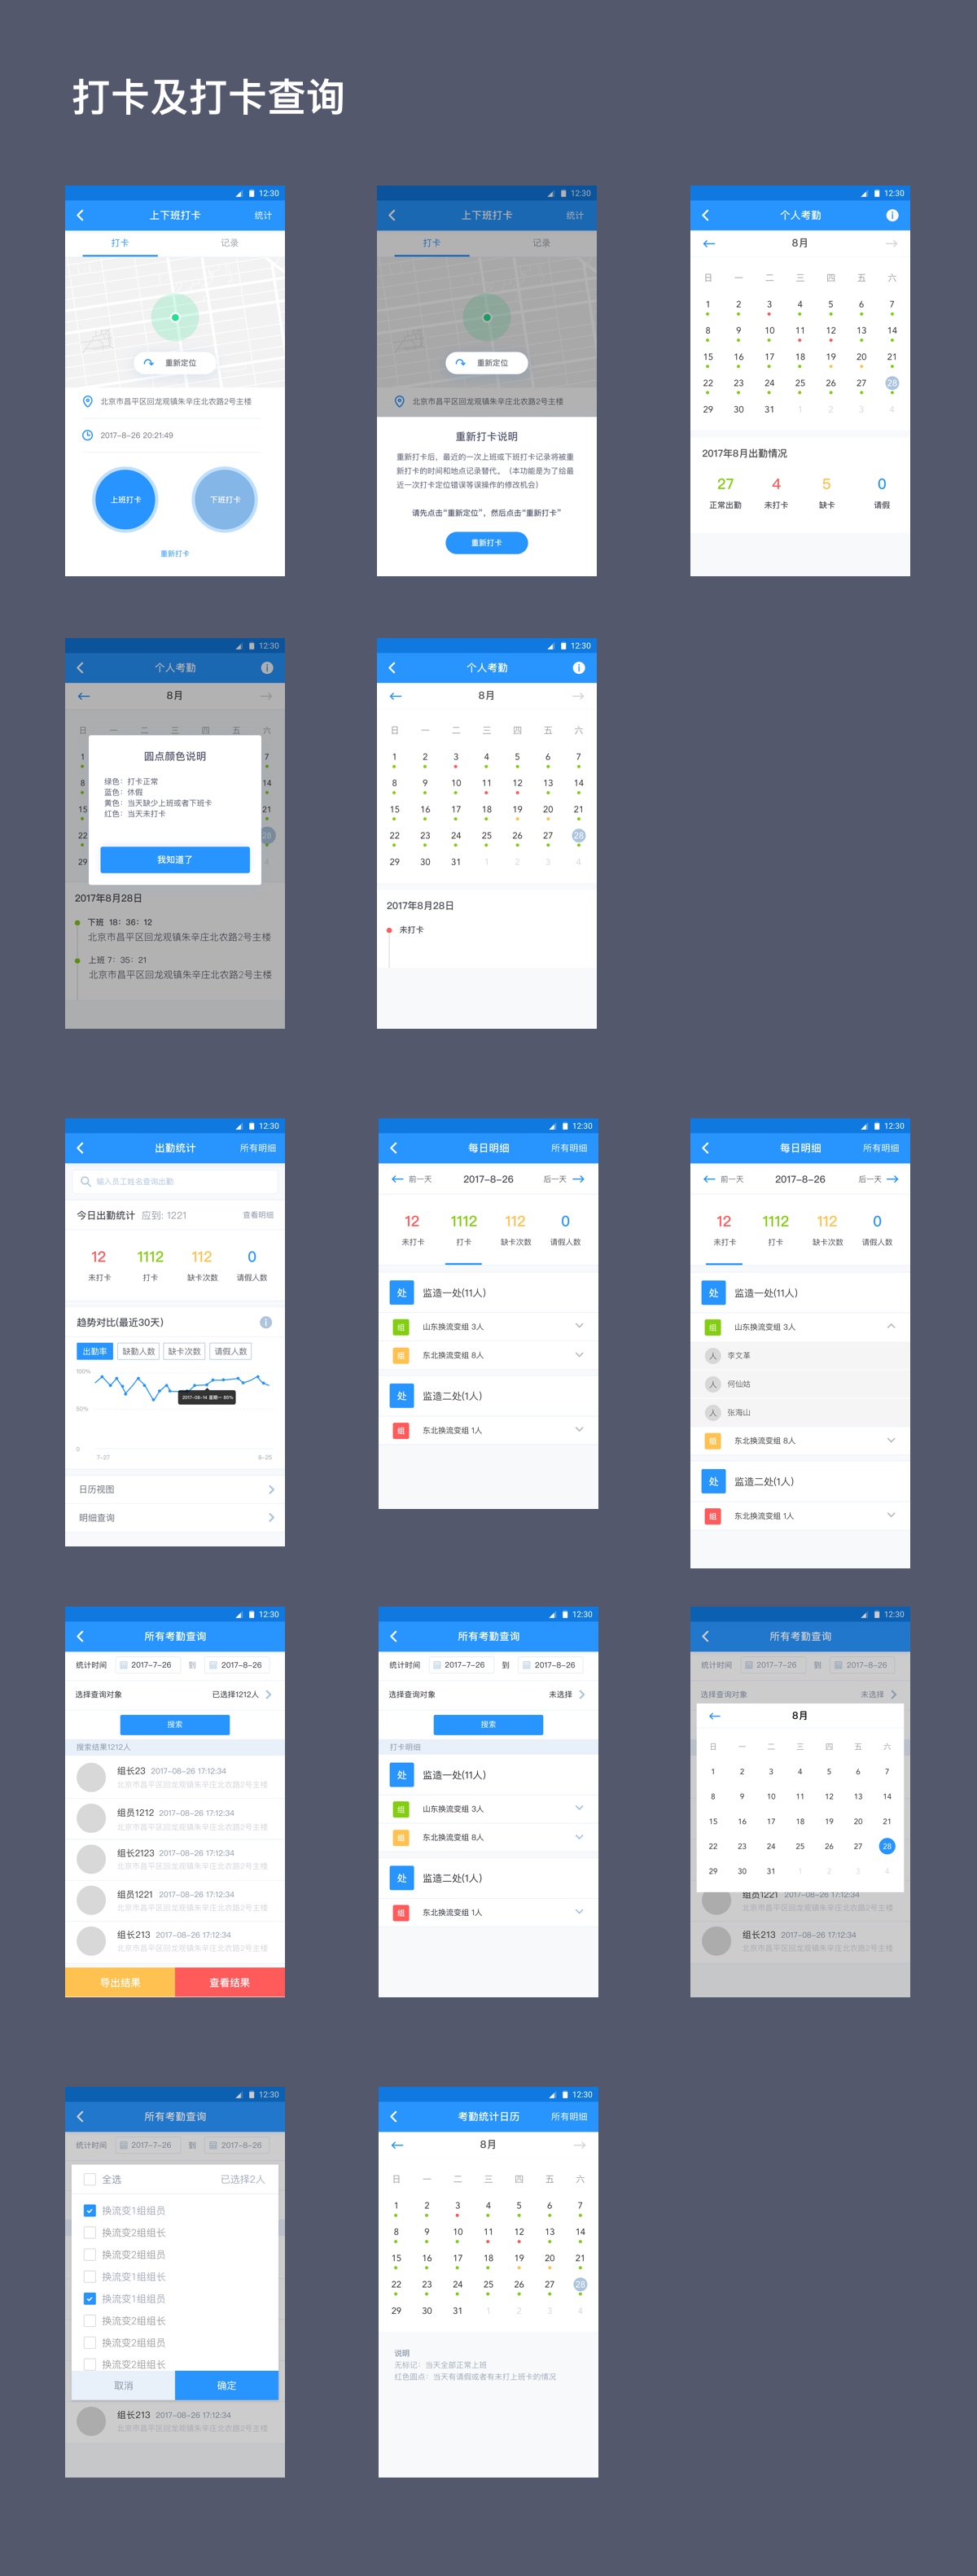 打卡及打卡查询
12:30
上下班打卡 统计
打卡 记录
重新定位
北京市昌平区回龙观镇朱辛庄北农路2号主楼
2017-8-26 20:21:49
上班打卡 下班打卡
重新打卡
12:30
上下班打卡 统计
打卡 记录
重新定位
北京市昌平区回龙观镇朱辛庄北农路2号主楼
重新打卡说明
重新打卡后，最近的一次上班或下班打卡记录将被重
新打卡的时间和地点记录替代。（本功能是为了给最
近一次打卡定位错误等误操作的修改机会）
请先点击“重新定位”，然后点击“重新打卡”
重新打卡
12:30
个人考勤
8月
日 一 二 三 四 五 六
1 2 3 4 5 6 7
8 9 10 11 12 13 14
15 16 17 18 19 20 21
22 23 24 25 26 27 28
29 30 31 1 2 3 4
2017年8月出勤情况
27 4 5 0
正常出勤 未打卡 缺卡 请假
12:30
个人考勤
8月
日 一 二 三 四 五 六
1 7
8 14
15 21
22 28
29 4
圆点颜色说明
绿色：打卡正常
蓝色：休假
黄色：当天缺少上班或者下班卡
红色：当天未打卡
我知道了
2017年8月28日
下班 18：36：12
北京市昌平区回龙观镇朱辛庄北农路2号主楼
上班 7：35：21
北京市昌平区回龙观镇朱辛庄北农路2号主楼
12:30
个人考勤
8月
日 一 二 三 四 五 六
1 2 3 4 5 6 7
8 9 10 11 12 13 14
15 16 17 18 19 20 21
22 23 24 25 26 27 28
29 30 31 1 2 3 4
2017年8月28日
未打卡
12:30
出勤统计 所有明细
输入员工姓名查询出勤
今日出勤统计 应到: 1221 查看明细
12 1112 112 0
未打卡 打卡 缺卡次数 请假人数
趋势对比(最近30天)
出勤率 缺勤人数 缺卡次数 请假人数
100%
2017-08-14 星期一 85%
50%
0
7-27 8-25
日历视图
明细查询
12:30
每日明细 所有明细
前一天 2017-8-26 后一天
12 1112 112 0
未打卡 打卡 缺卡次数 请假人数
处 监造一处(11人)
组 山东换流变组 3人
组 东北换流变组 8人
处 监造二处(1人)
组 东北换流变组 1人
12:30
每日明细 所有明细
前一天 2017-8-26 后一天
12 1112 112 0
未打卡 打卡 缺卡次数 请假人数
处 监造一处(11人)
组 山东换流变组 3人
人 李文革
人 何仙姑
人 张海山
组 东北换流变组 8人
处 监造二处(1人)
组 东北换流变组 1人
12:30
所有考勤查询
统计时间 2017-7-26 到 2017-8-26
选择查询对象 已选择1212人
搜索
搜索结果1212人
组长23 2017-08-26 17:12:34
北京市昌平区回龙观镇朱辛庄北农路2号主楼
组员1212 2017-08-26 17:12:34
北京市昌平区回龙观镇朱辛庄北农路2号主楼
组长2123 2017-08-26 17:12:34
北京市昌平区回龙观镇朱辛庄北农路2号主楼
组员1221 2017-08-26 17:12:34
北京市昌平区回龙观镇朱辛庄北农路2号主楼
组长213 2017-08-26 17:12:34
北京市昌平区回龙观镇朱辛庄北农路2号主楼
导出结果 查看结果
12:30
所有考勤查询
统计时间 2017-7-26 到 2017-8-26
选择查询对象 未选择
搜索
打卡明细
处 监造一处(11人)
组 山东换流变组 3人
组 东北换流变组 8人
处 监造二处(1人)
组 东北换流变组 1人
12:30
所有考勤查询
统计时间 2017-7-26 到 2017-8-26
选择查询对象 未选择
8月
日 一 二 三 四 五 六
1 2 3 4 5 6 7
8 9 10 11 12 13 14
15 16 17 18 19 20 21
22 23 24 25 26 27 28
29 30 31 1 2 3 4
组员1221 2017-08-26 17:12:34
北京市昌平区回龙观镇朱辛庄北农路2号主楼
组长213 2017-08-26 17:12:34
北京市昌平区回龙观镇朱辛庄北农路2号主楼
12:30
所有考勤查询
统计时间 2017-7-26 到 2017-8-26
全选 已选择2人
换流变1组组员
换流变2组组长
换流变2组组员
换流变1组组长
换流变1组组员
换流变2组组长
换流变2组组员
换流变2组组长
取消 确定
组长213 2017-08-26 17:12:34
北京市昌平区回龙观镇朱辛庄北农路2号主楼
12:30
考勤统计日历 所有明细
8月
日 一 二 三 四 五 六
1 2 3 4 5 6 7
8 9 10 11 12 13 14
15 16 17 18 19 20 21
22 23 24 25 26 27 28
29 30 31 1 2 3 4
说明
无标记：当天全部正常上班
红色圆点：当天有请假或者有未打上班卡的情况